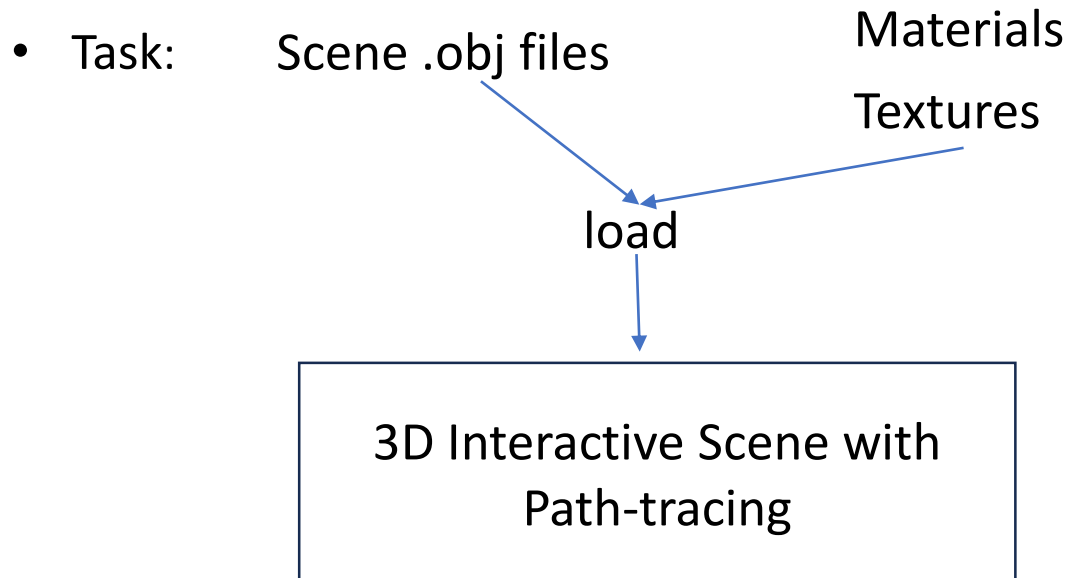 • Task: Scene .obj files
Materials
Textures
load
3D Interactive Scene with
Path-tracing